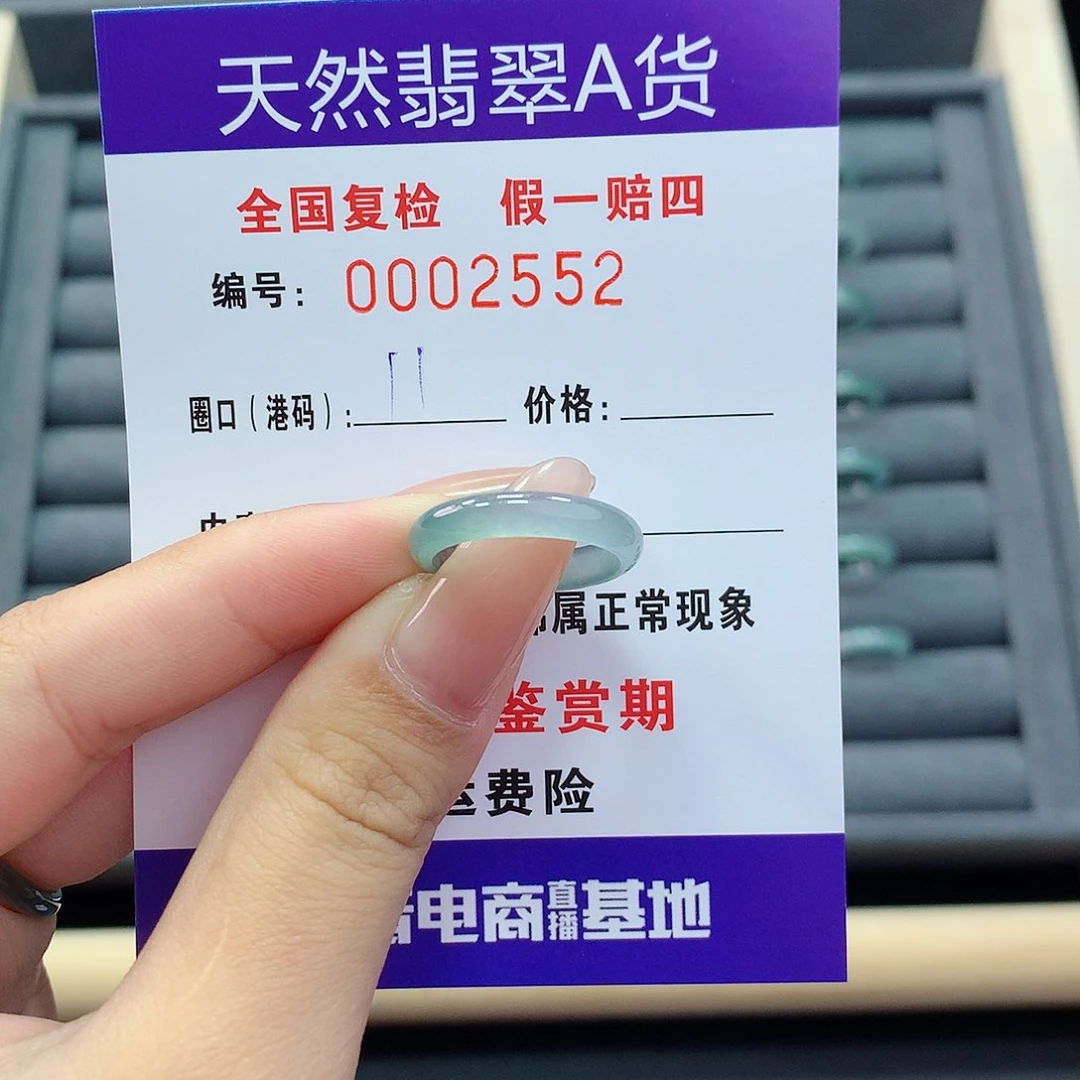 天然翡翠A货
全国复检 假一赔四
编号：0002552
圈口（港码）：11 价格：
属正常现象
鉴赏期
费险
电商直播基地